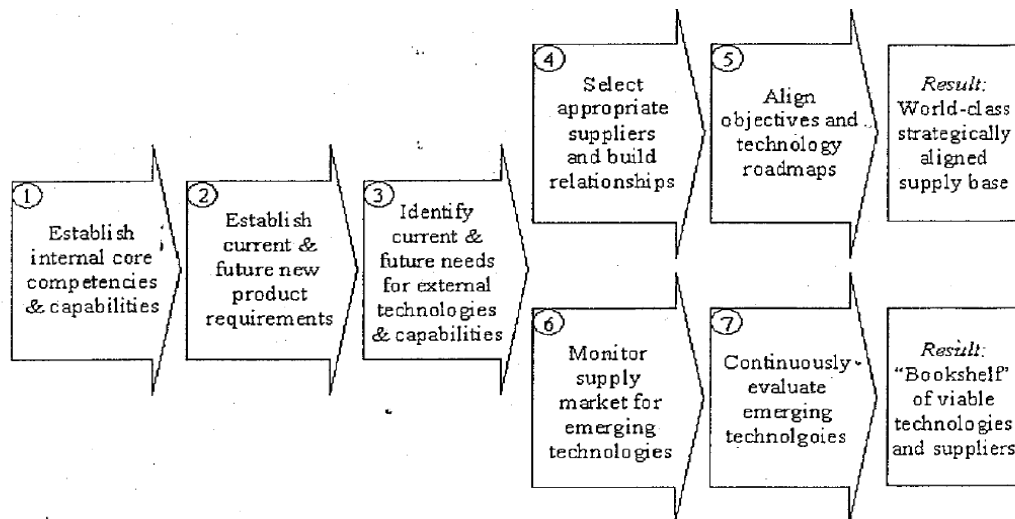 1
Establish
internal core
competencies
& capabilities
2
Establish
current &
future new
product
requirements
3
Identify
current &
future needs
for external
technologies
& capabilities
4
Select
appropriate
suppliers
and build
relationships
5
Align
objectives and
technology
roadmaps
Result:
World-class
strategically
aligned
supply base
6
Monitor
supply
market for
emerging
technologies
7
Continuously
evaluate
emerging
technolgoies
Result:
“Bookshelf”
of viable
technologies
and suppliers